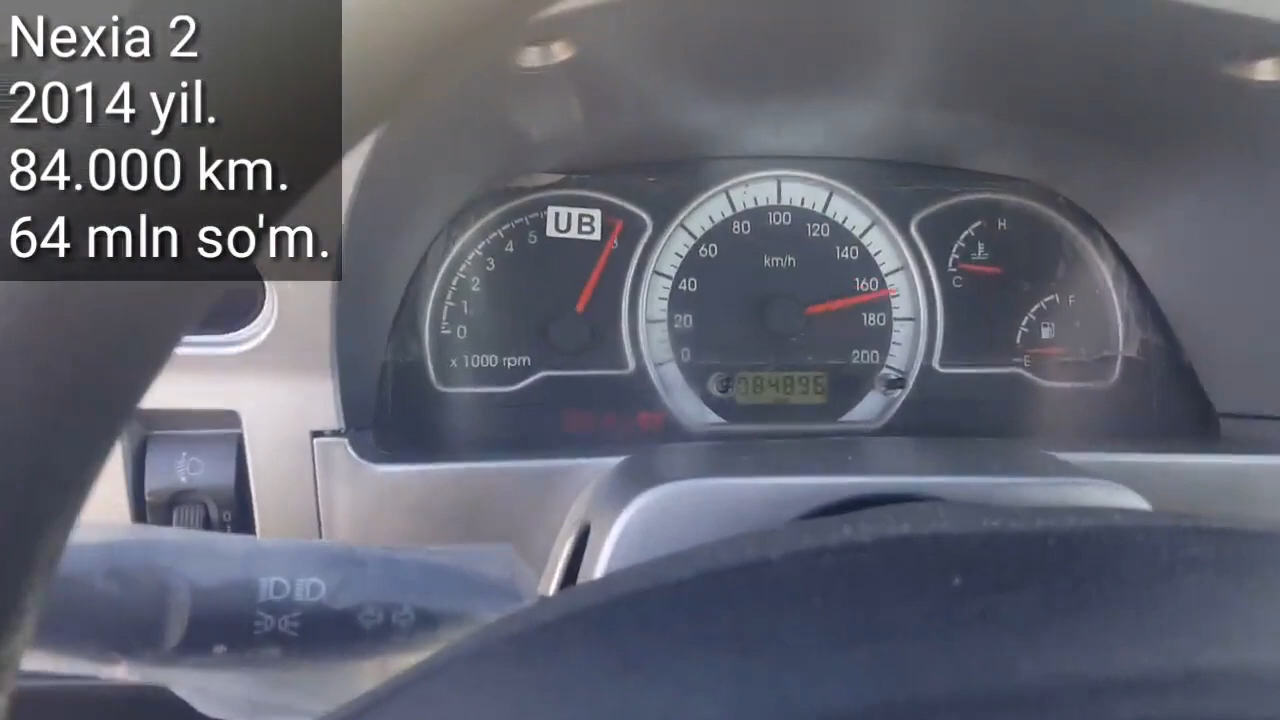 Nexia 2
2014 yil.
84.000 km.
64 mln so'm.
UB
0 1 2 3 4 5
x 1000 rpm
0 20 40 60 80 100 120 140 160 180 200
km/h
084896
H
C
F
E
0